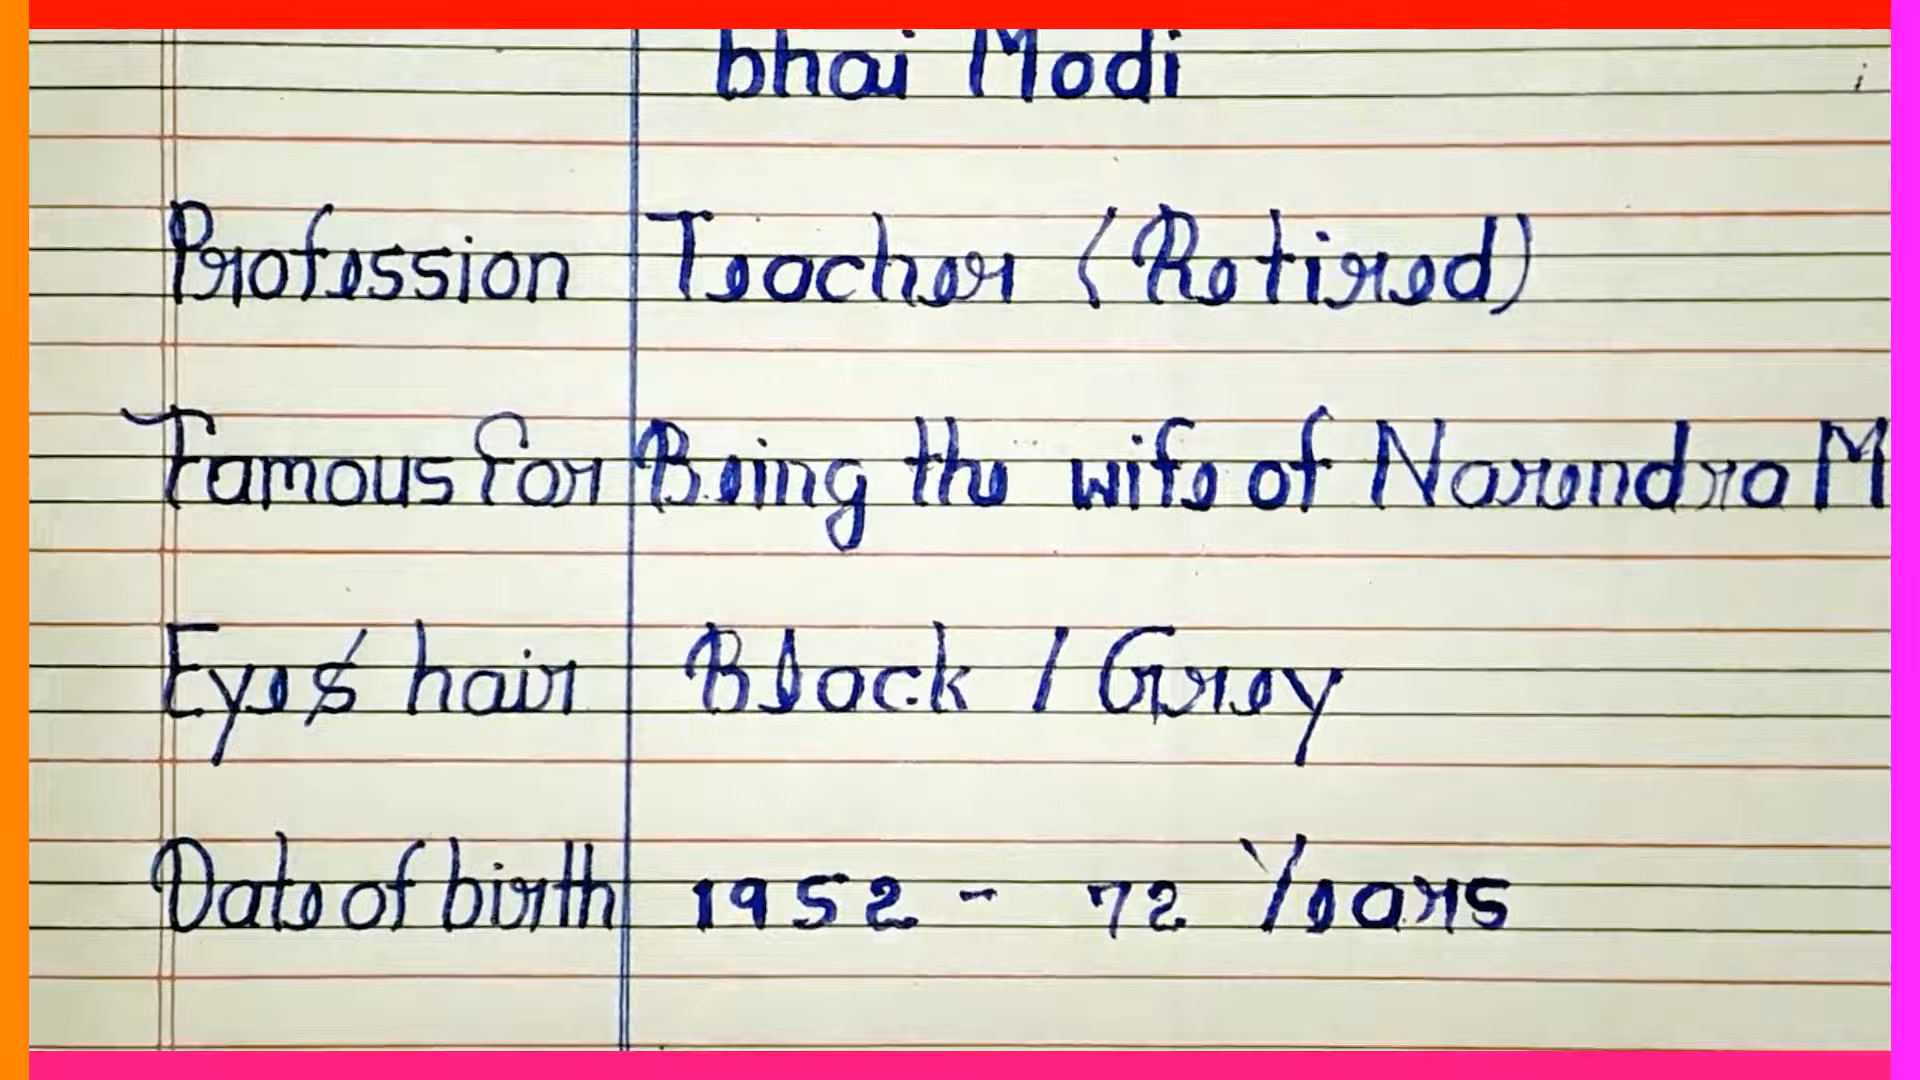 bhai Modi
Profession Teacher (Retired)
Famous for Being the wife of Narendra M
Eye $ hair Black / Grey
Date of birth 1952 - 72 Years